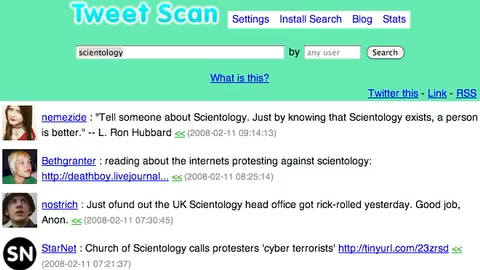 Tweet Scan Settings Install Search Blog Stats
scientology by any user Search
What is this?
Twitter this - Link - RSS
nemezide : "Tell someone about Scientology. Just by knowing that Scientology exists, a person
is better." -- L. Ron Hubbard << (2008-02-11 09:14:13)
Bethgranter : reading about the internets protesting against scientology:
http://deathboy.livejournal... << (2008-02-11 08:25:14)
nostrich : Just ofund out the UK Scientology head office got rick-rolled yesterday. Good job,
Anon. << (2008-02-11 07:30:45)
SN StarNet : Church of Scientology calls protesters 'cyber terrorists' http://tinyurl.com/23zrsd <<
(2008-02-11 07:21:37)